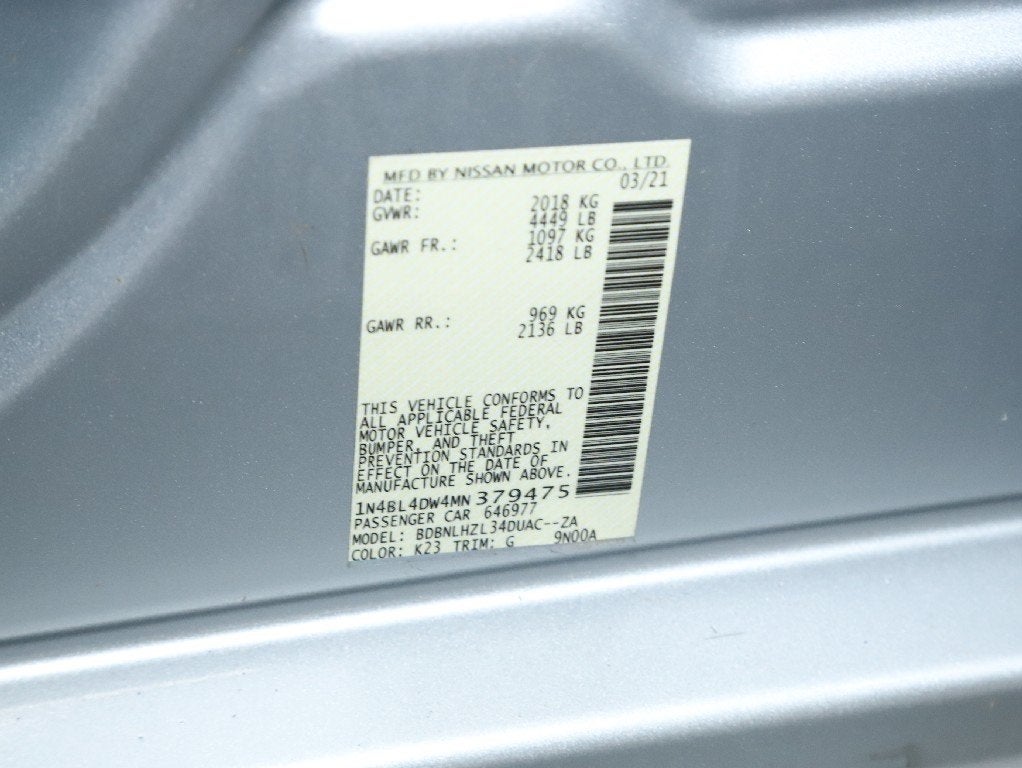 MFD BY NISSAN MOTOR CO., LTD.
DATE: 03/21
GVWR: 2018 KG
4449 LB
GAWR FR.: 1097 KG
2418 LB
GAWR RR.: 969 KG
2136 LB
THIS VEHICLE CONFORMS TO
ALL APPLICABLE FEDERAL
MOTOR VEHICLE SAFETY,
BUMPER, AND THEFT
PREVENTION STANDARDS IN
EFFECT ON THE DATE OF
MANUFACTURE SHOWN ABOVE.
1N4BL4DW4MN379475
PASSENGER CAR 646977
MODEL: BDBNLHZL34DUAC--ZA
COLOR: K23 TRIM: G 9N00A